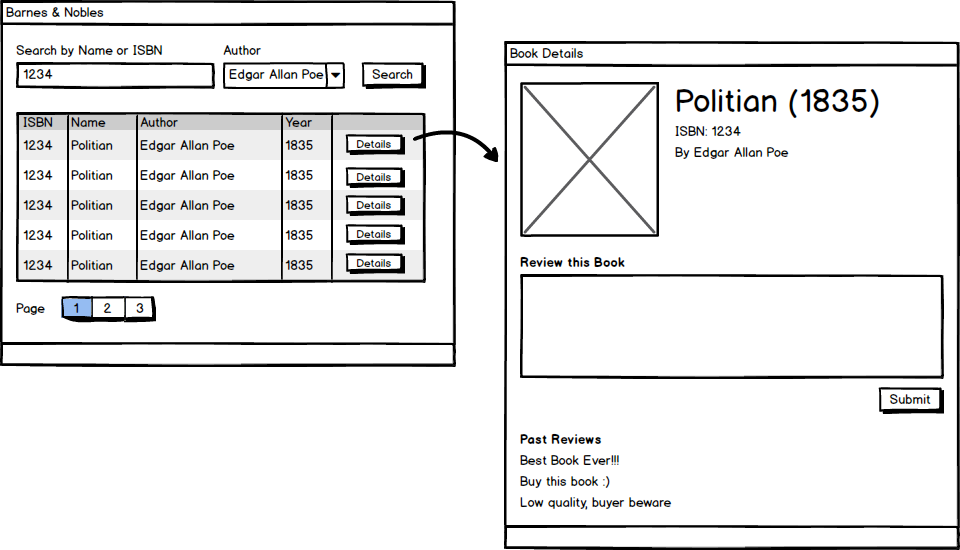 Barnes & Nobles
Search by Name or ISBN
Author
1234
Edgar Allan Poe
Search
ISBN Name Author Year
1234 Politian Edgar Allan Poe 1835 Details
1234 Politian Edgar Allan Poe 1835 Details
1234 Politian Edgar Allan Poe 1835 Details
1234 Politian Edgar Allan Poe 1835 Details
1234 Politian Edgar Allan Poe 1835 Details
Page 1 2 3
Book Details
Politian (1835)
ISBN: 1234
By Edgar Allan Poe
Review this Book
Submit
Past Reviews
Best Book Ever!!!
Buy this book :)
Low quality, buyer beware